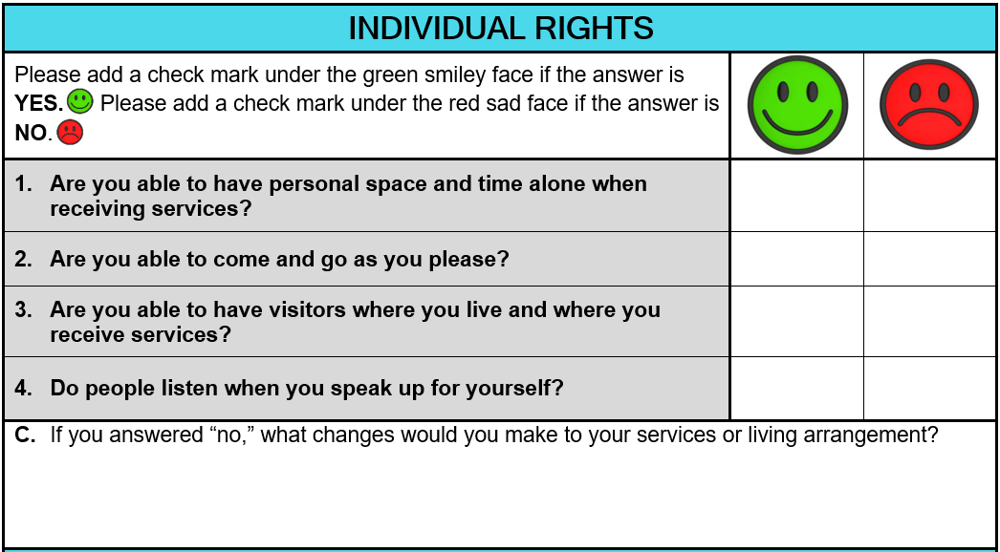 INDIVIDUAL RIGHTS
Please add a check mark under the green smiley face if the answer is
YES. Please add a check mark under the red sad face if the answer is
NO.
1. Are you able to have personal space and time alone when
receiving services?
2. Are you able to come and go as you please?
3. Are you able to have visitors where you live and where you
receive services?
4. Do people listen when you speak up for yourself?
C. If you answered “no,” what changes would you make to your services or living arrangement?